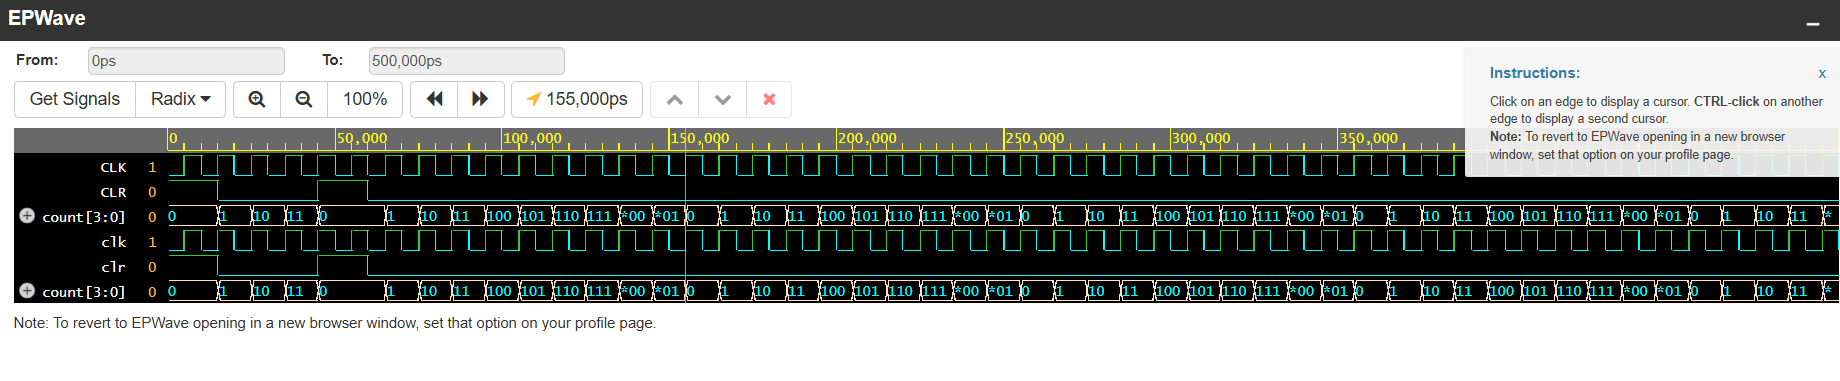 EPWave
From: 0ps To: 500,000ps
Get Signals Radix 100% 155,000ps
Instructions: x
Click on an edge to display a cursor. CTRL-click on another
edge to display a second cursor.
Note: To revert to EPWave opening in a new browser
window, set that option on your profile page.
0 50,000 100,000 150,000 200,000 250,000 300,000 350,000
CLK 1
CLR 0
count[3:0] 0 0 1 10 11 0 1 10 11 100 101 110 111 *00 *01 0 1 10 11 100 101 110 111 *00 *01 0 1 10 11 100 101 110 111 *00 *01 0 1 10 11 100 101 110 111 *00 *01 0 1 10 11 *
clk 1
clr 0
count[3:0] 0 0 1 10 11 0 1 10 11 100 101 110 111 *00 *01 0 1 10 11 100 101 110 111 *00 *01 0 1 10 11 100 101 110 111 *00 *01 0 1 10 11 100 101 110 111 *00 *01 0 1 10 11 *
Note: To revert to EPWave opening in a new browser window, set that option on your profile page.